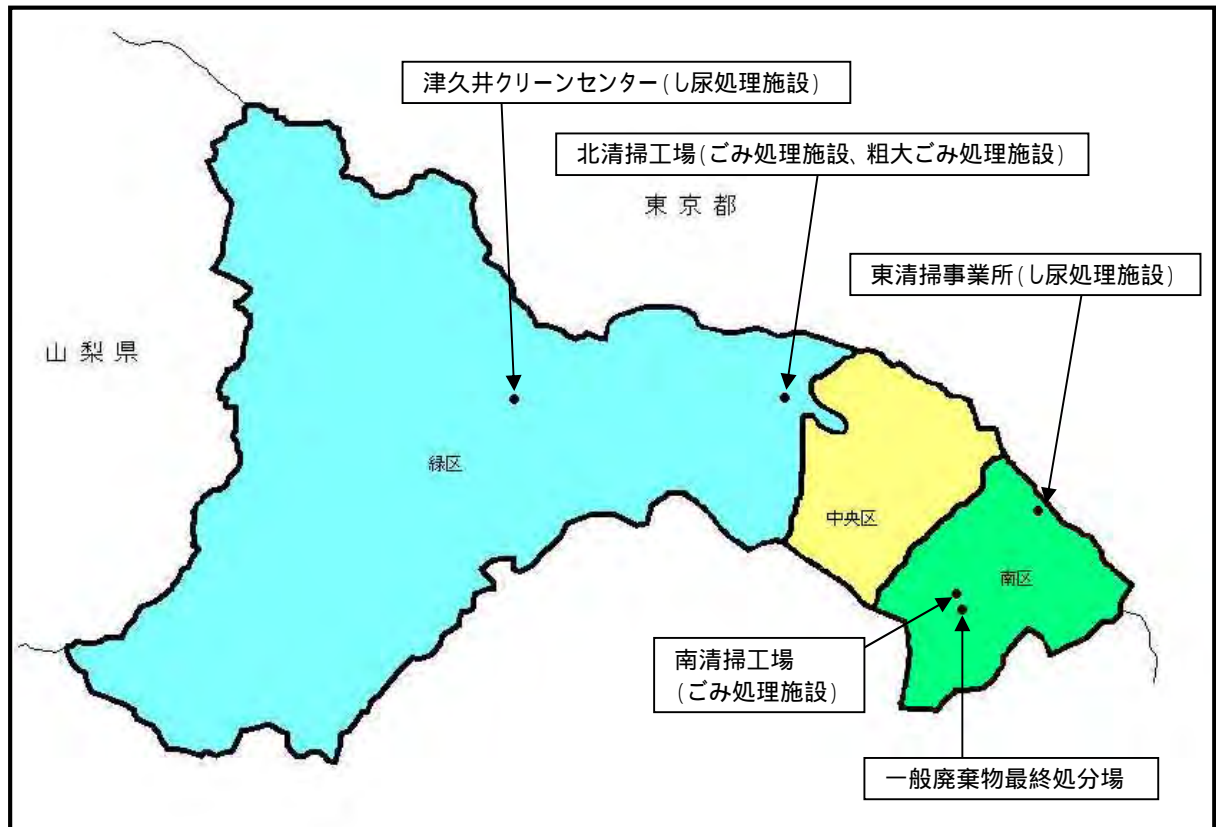 津久井クリーンセンター(し尿処理施設)
北清掃工場(ごみ処理施設、粗大ごみ処理施設)
東京都
東清掃事業所(し尿処理施設)
山梨県
緑区
中央区
南区
南清掃工場
(ごみ処理施設)
一般廃棄物最終処分場